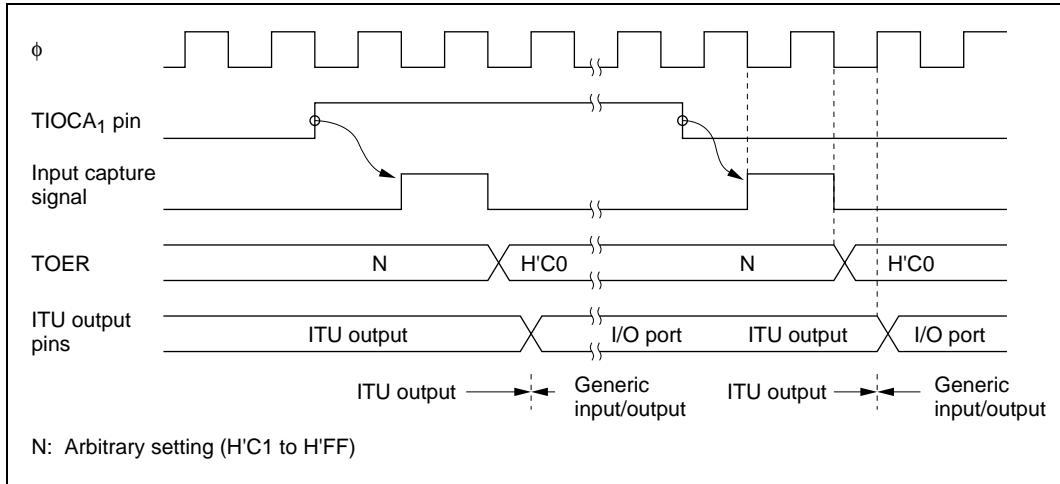 ϕ
TIOCA1 pin
Input capture
signal
TOER
N
H'C0
N
H'C0
ITU output
pins
ITU output
I/O port
ITU output
I/O port
ITU output
Generic
input/output
ITU output
Generic
input/output
N: Arbitrary setting (H'C1 to H'FF)